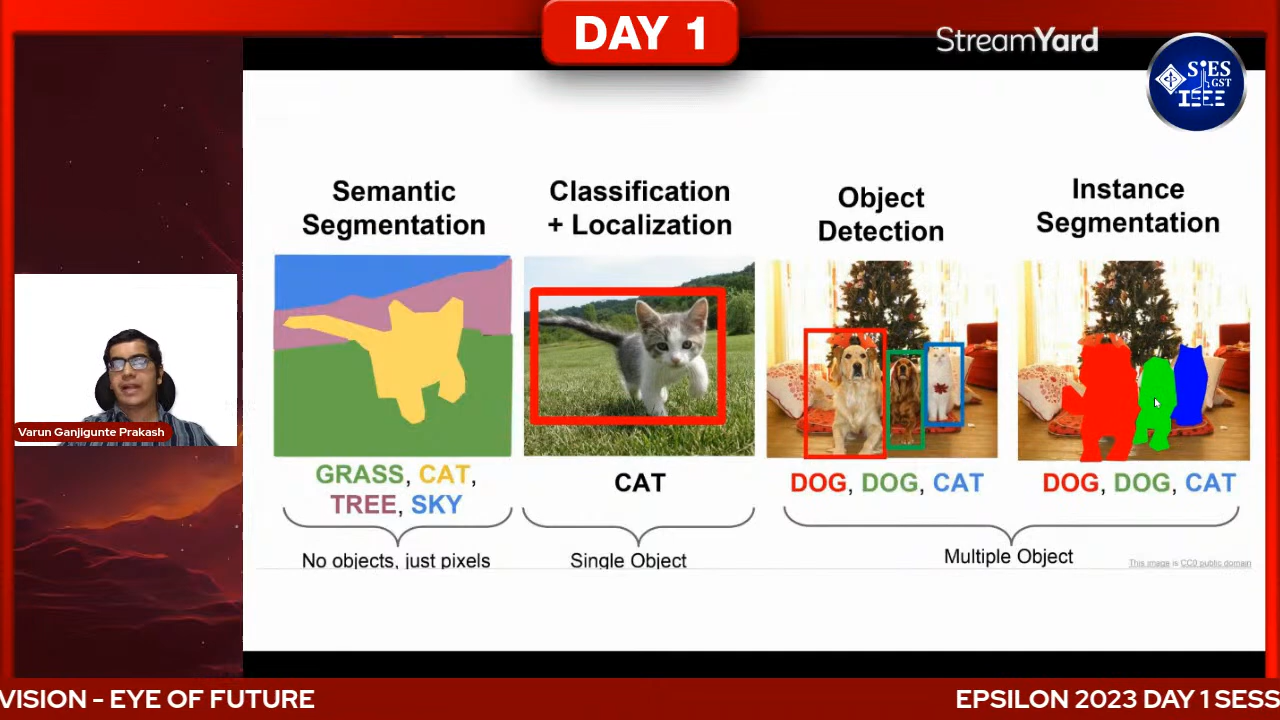 DAY 1
StreamYard
SIES
GST
IEEE
Semantic
Segmentation
Classification
+ Localization
Object
Detection
Instance
Segmentation
GRASS, CAT,
TREE, SKY
CAT
DOG, DOG, CAT
DOG, DOG, CAT
No objects, just pixels
Single Object
Multiple Object
This image is CC0 public domain
Varun Ganjigunte Prakash
VISION - EYE OF FUTURE
EPSILON 2023 DAY 1 SESS